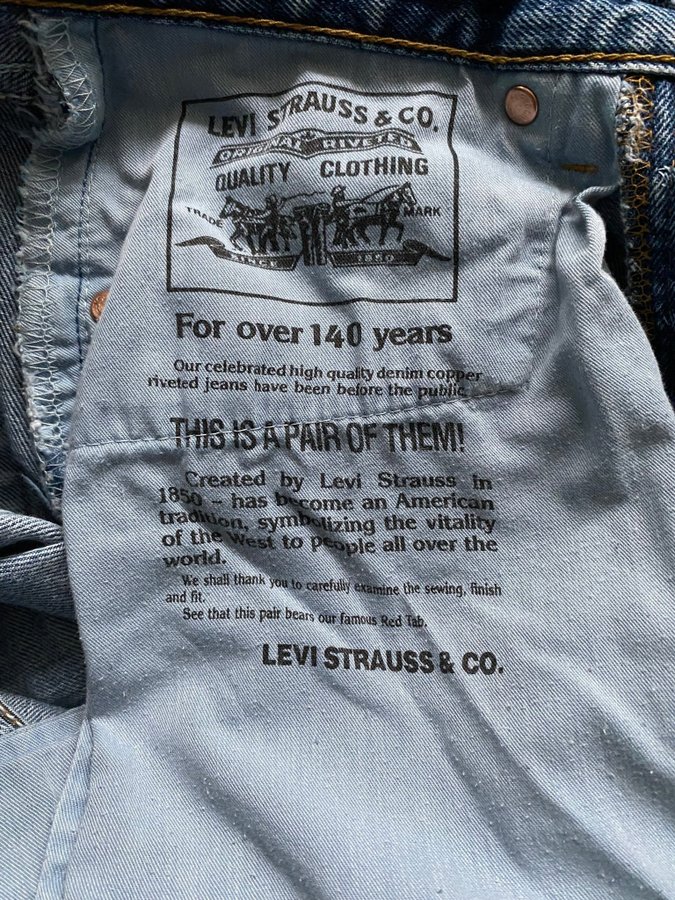 LEVI STRAUSS & CO.
ORIGINAL RIVETED
QUALITY CLOTHING
TRADE MARK
SINCE 1850
For over 140 years
Our celebrated high quality denim copper
riveted jeans have been before the public.
THIS IS A PAIR OF THEM!
Created by Levi Strauss in
1850 – has become an American
tradition, symbolizing the vitality
of the West to people all over the
world.
We shall thank you to carefully examine the sewing, finish
and fit.
See that this pair bears our famous Red Tab.
LEVI STRAUSS & CO.